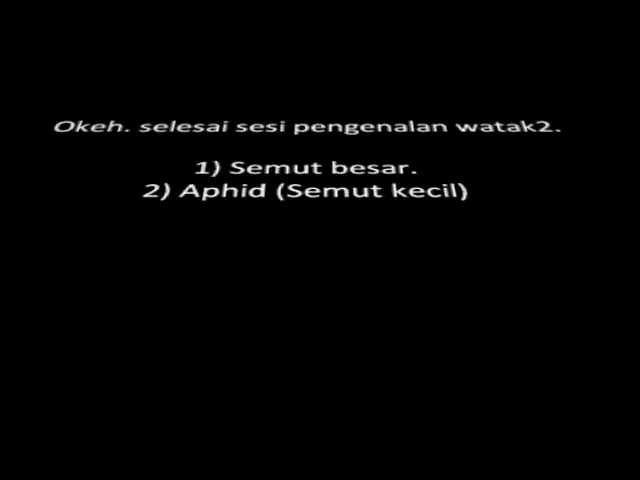 Okeh. selesai sesi pengenalan watak2.
1) Semut besar.
2) Aphid (Semut kecil)